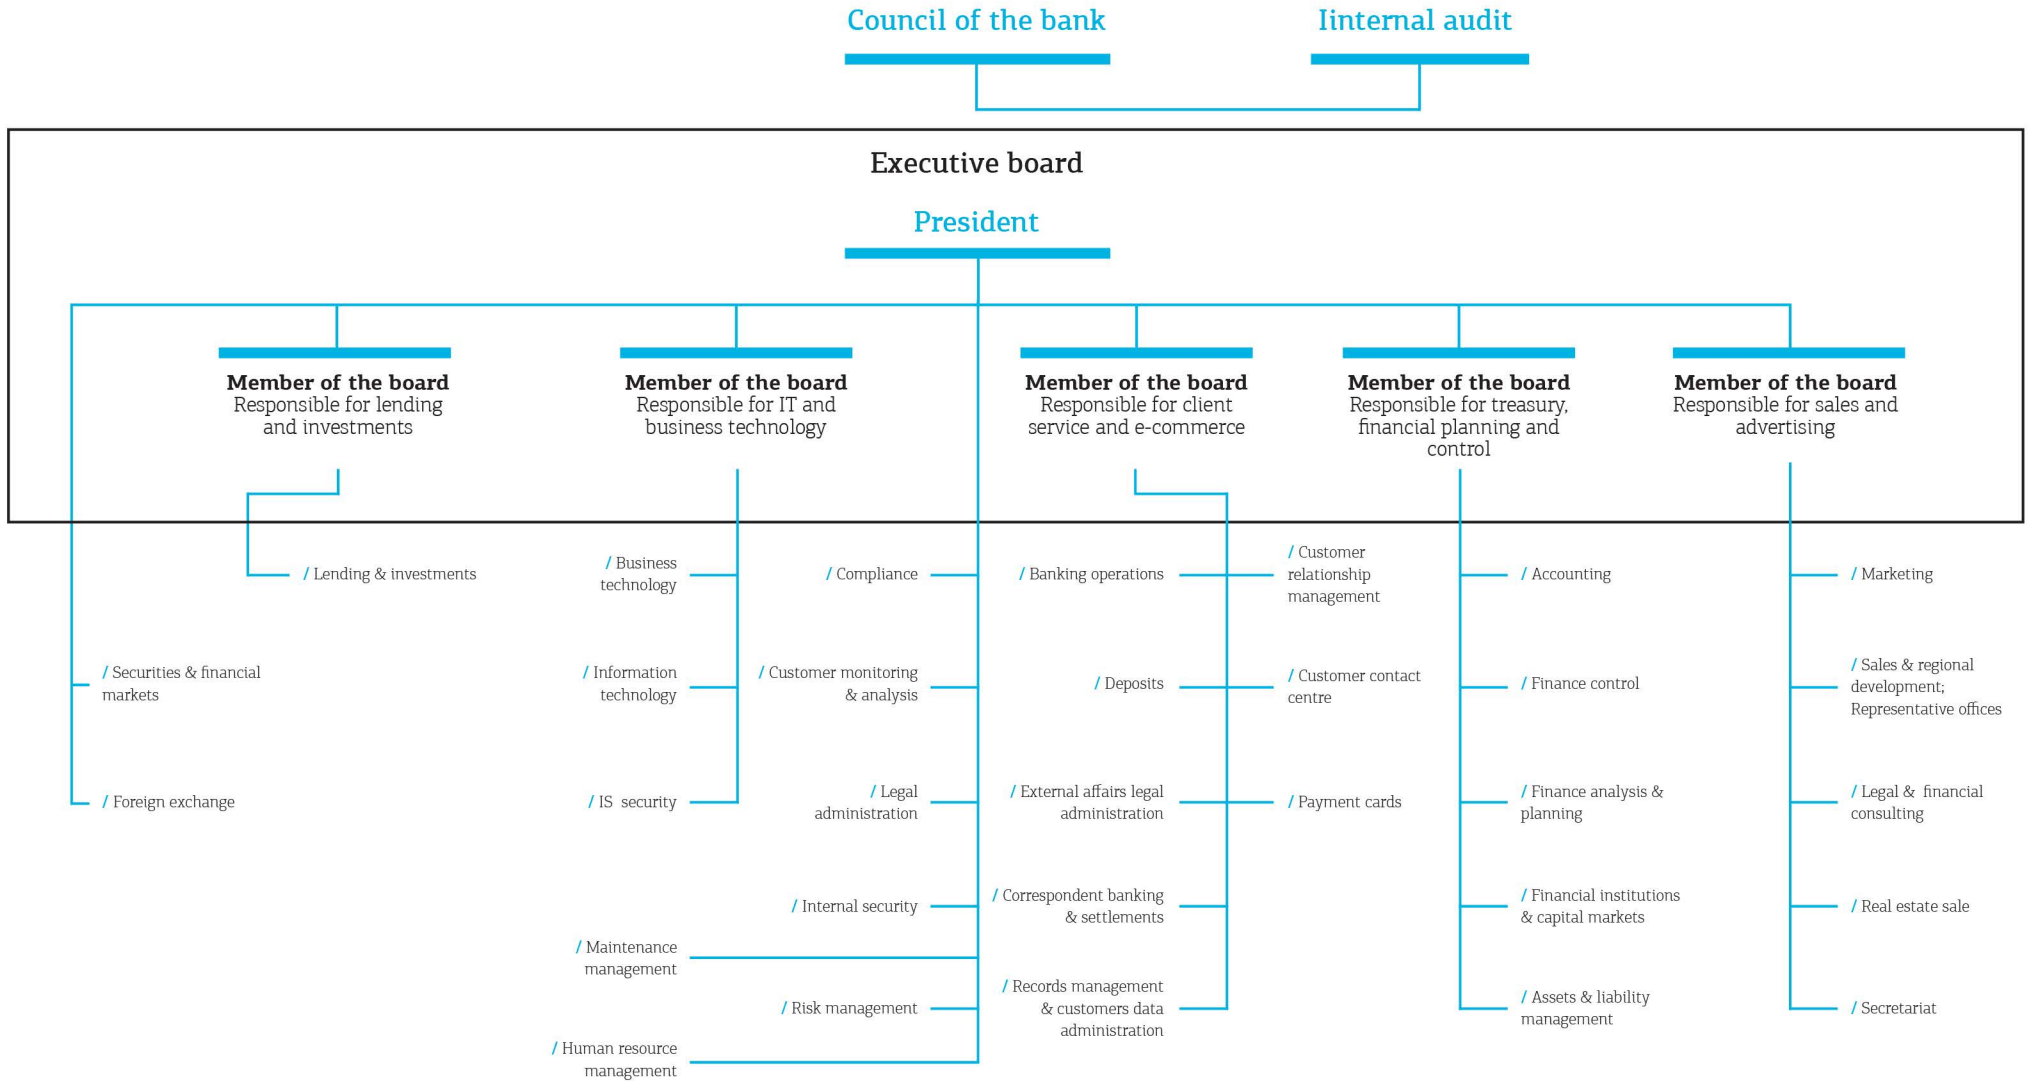 Council of the bank
Iinternal audit
Executive board
President
Member of the board
Responsible for lending
and investments
Member of the board
Responsible for IT and
business technology
Member of the board
Responsible for client
service and e-commerce
Member of the board
Responsible for treasury,
financial planning and
control
Member of the board
Responsible for sales and
advertising
/ Securities & financial
markets
/ Foreign exchange
/ Lending & investments
/ Business
technology
/ Information
technology
/ IS security
/ Compliance
/ Customer monitoring
& analysis
/ Legal
administration
/ Internal security
/ Maintenance
management
/ Risk management
/ Human resource
management
/ Banking operations
/ Deposits
/ External affairs legal
administration
/ Correspondent banking
& settlements
/ Records management
& customers data
administration
/ Customer
relationship
management
/ Customer contact
centre
/ Payment cards
/ Accounting
/ Finance control
/ Finance analysis &
planning
/ Financial institutions
& capital markets
/ Assets & liability
management
/ Marketing
/ Sales & regional
development;
Representative offices
/ Legal & financial
consulting
/ Real estate sale
/ Secretariat